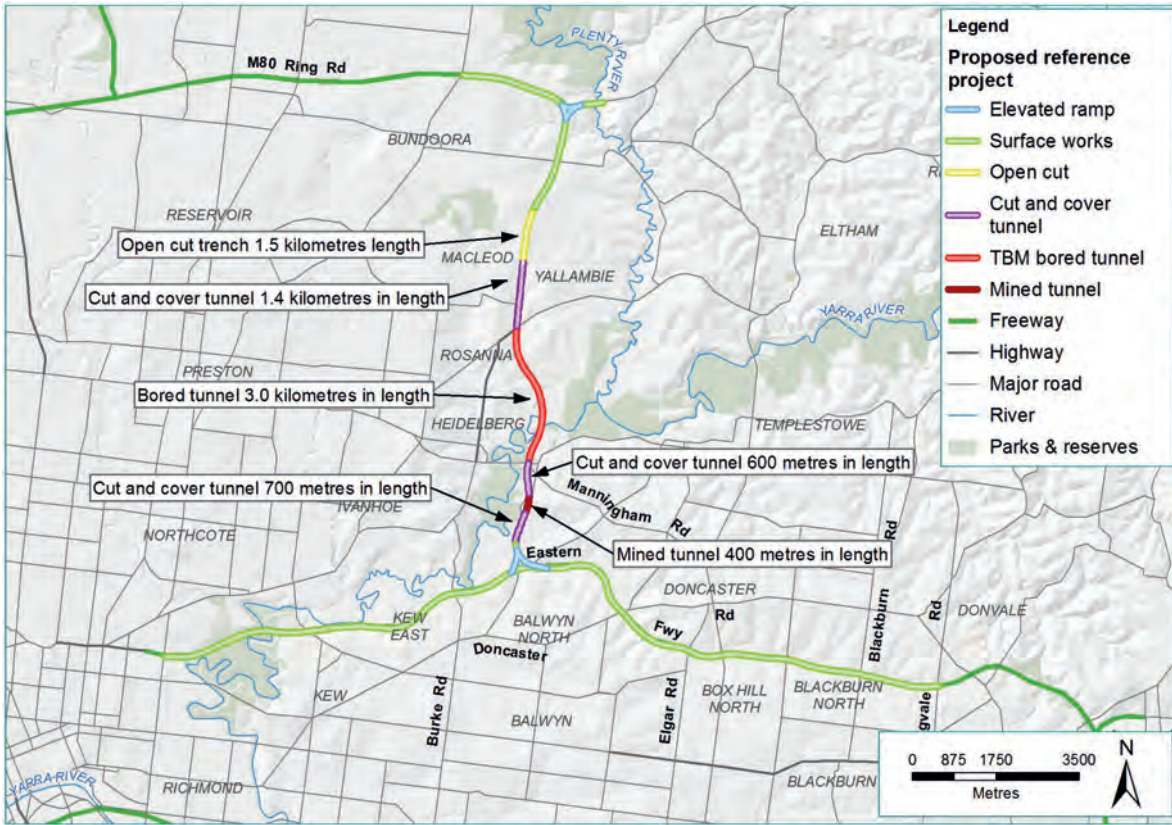 PLENTY RIVER
M80 Ring Rd
BUNDOORA
RESERVOIR
Open cut trench 1.5 kilometres length
MACLEOD
ELTHAM
YALLAMBIE
Cut and cover tunnel 1.4 kilometres in length
YARRA RIVER
ROSANNA
PRESTON
Bored tunnel 3.0 kilometres in length
HEIDELBERG
TEMPLESTOWE
Cut and cover tunnel 600 metres in length
Cut and cover tunnel 700 metres in length
Manningham
Rd
IVANHOE
NORTHCOTE
Mined tunnel 400 metres in length
Eastern
Rd
DONCASTER
Blackburn
Rd
DONVALE
KEW
EAST
BALWYN
NORTH
Fwy
Rd
Doncaster
KEW
Burke Rd
BALWYN
Elgar Rd
BOX HILL
NORTH
BLACKBURN
NORTH
gvale
RICHMOND
YARRA RIVER
BLACKBURN
Legend
Proposed reference
project
Elevated ramp
Surface works
Open cut
Cut and cover
tunnel
TBM bored tunnel
Mined tunnel
Freeway
Highway
Major road
River
Parks & reserves
0 875 1750 3500
Metres
N